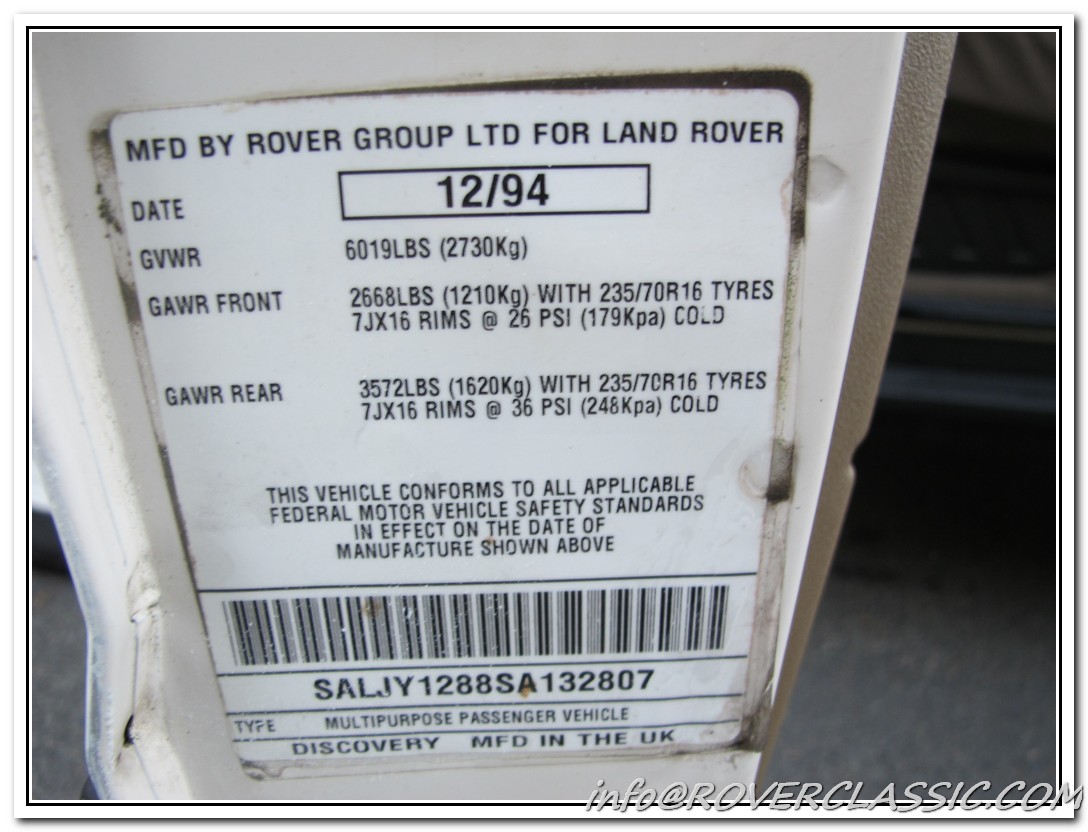 MFD BY ROVER GROUP LTD FOR LAND ROVER
DATE 12/94
GVWR 6019LBS (2730Kg)
GAWR FRONT 2668LBS (1210Kg) WITH 235/70R16 TYRES
7JX16 RIMS @ 26 PSI (179Kpa) COLD
GAWR REAR 3572LBS (1620Kg) WITH 235/70R16 TYRES
7JX16 RIMS @ 36 PSI (248Kpa) COLD
THIS VEHICLE CONFORMS TO ALL APPLICABLE
FEDERAL MOTOR VEHICLE SAFETY STANDARDS
IN EFFECT ON THE DATE OF
MANUFACTURE SHOWN ABOVE
SALJY1288SA132807
TYPE MULTIPURPOSE PASSENGER VEHICLE
DISCOVERY MFD IN THE UK
info@ROVERCLASSIC.COM